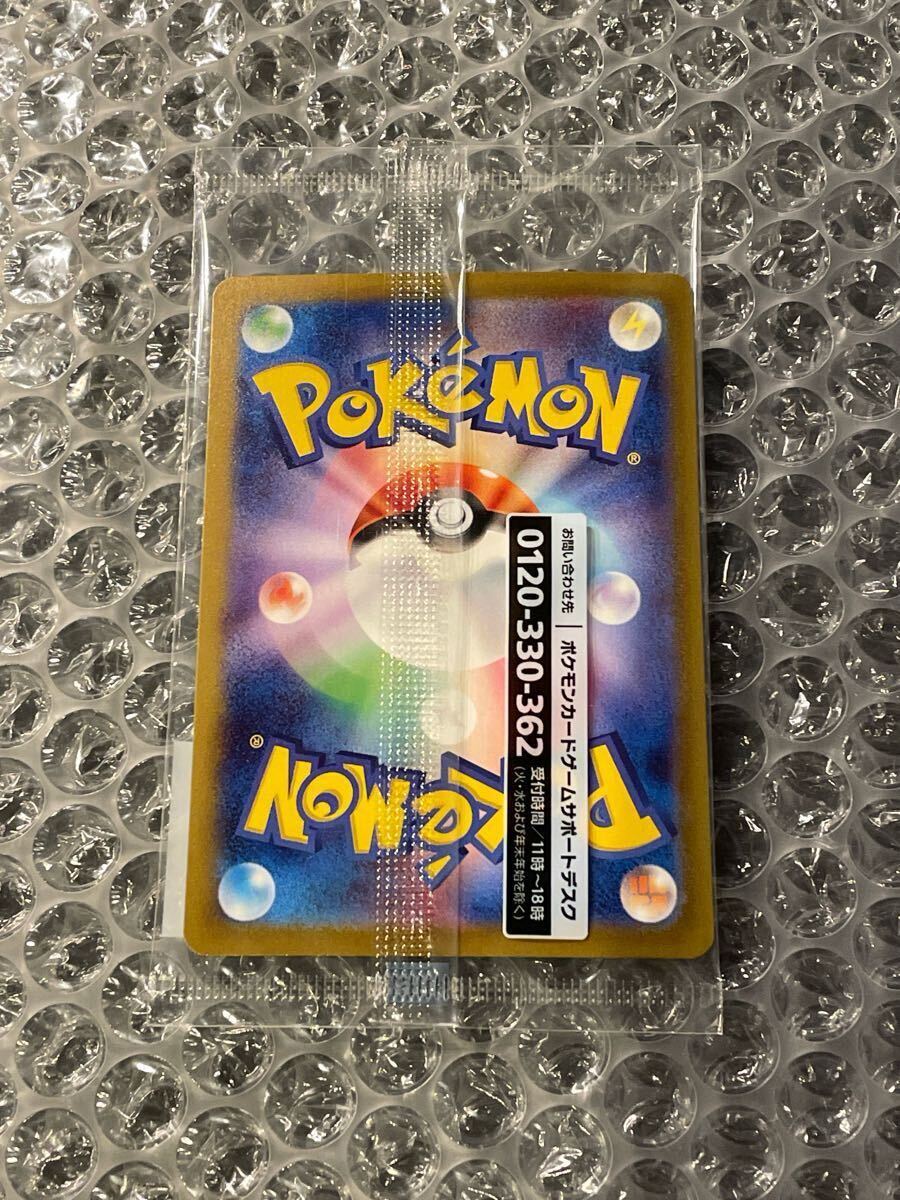 POKéMON
®
お問い合わせ先 | ポケモンカードゲームサポートデスク
0120-330-362 受付時間/11時~18時
(火・水および年末年始を除く)
POKéMON
®